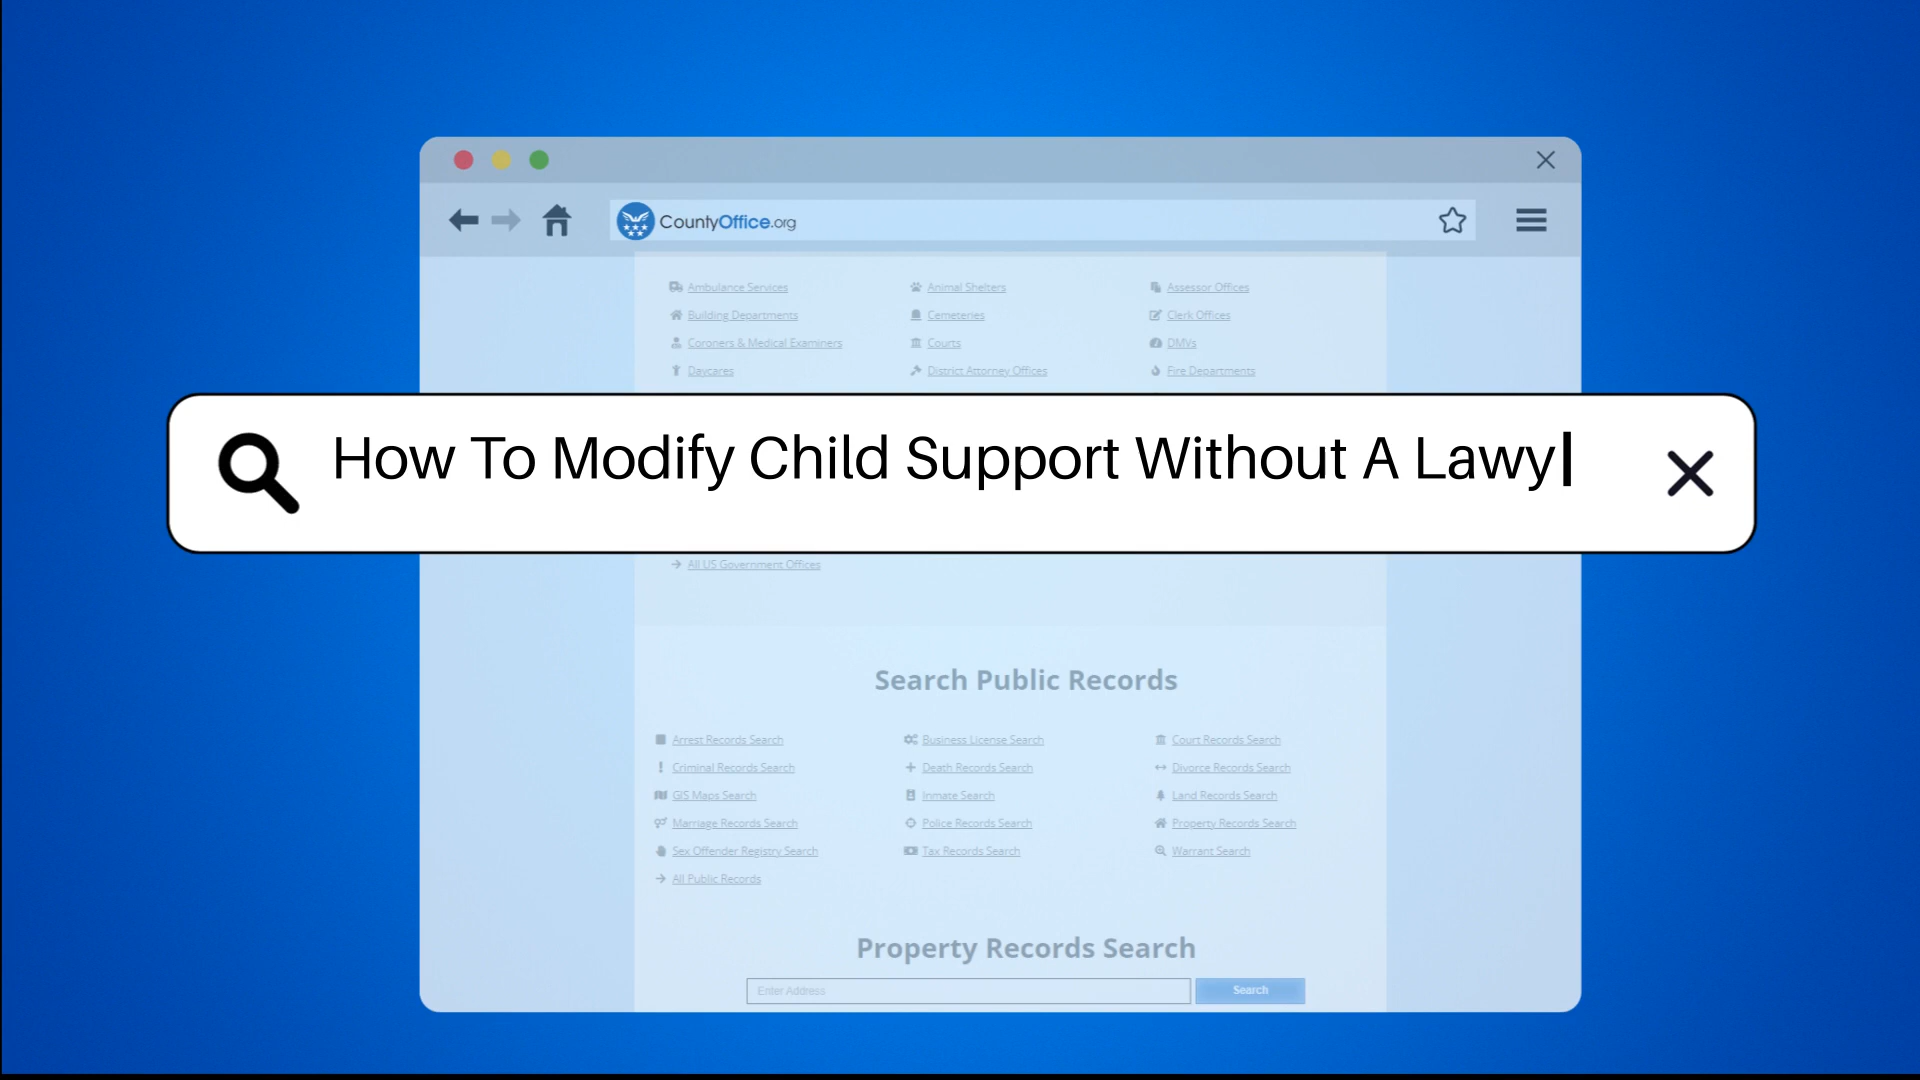 CountyOffice.org
Ambulance Services Animal Shelters Assessor Offices
Building Departments Cemeteries Clerk Offices
Coroners & Medical Examiners Courts DMVs
Daycares District Attorney Offices Fire Departments
How To Modify Child Support Without A Lawy
All US Government Offices
Search Public Records
Arrest Records Search Business License Search Court Records Search
Criminal Records Search Death Records Search Divorce Records Search
GIS Maps Search Inmate Search Land Records Search
Marriage Records Search Police Records Search Property Records Search
Sex Offender Registry Search Tax Records Search Warrant Search
All Public Records
Property Records Search
Enter Address Search